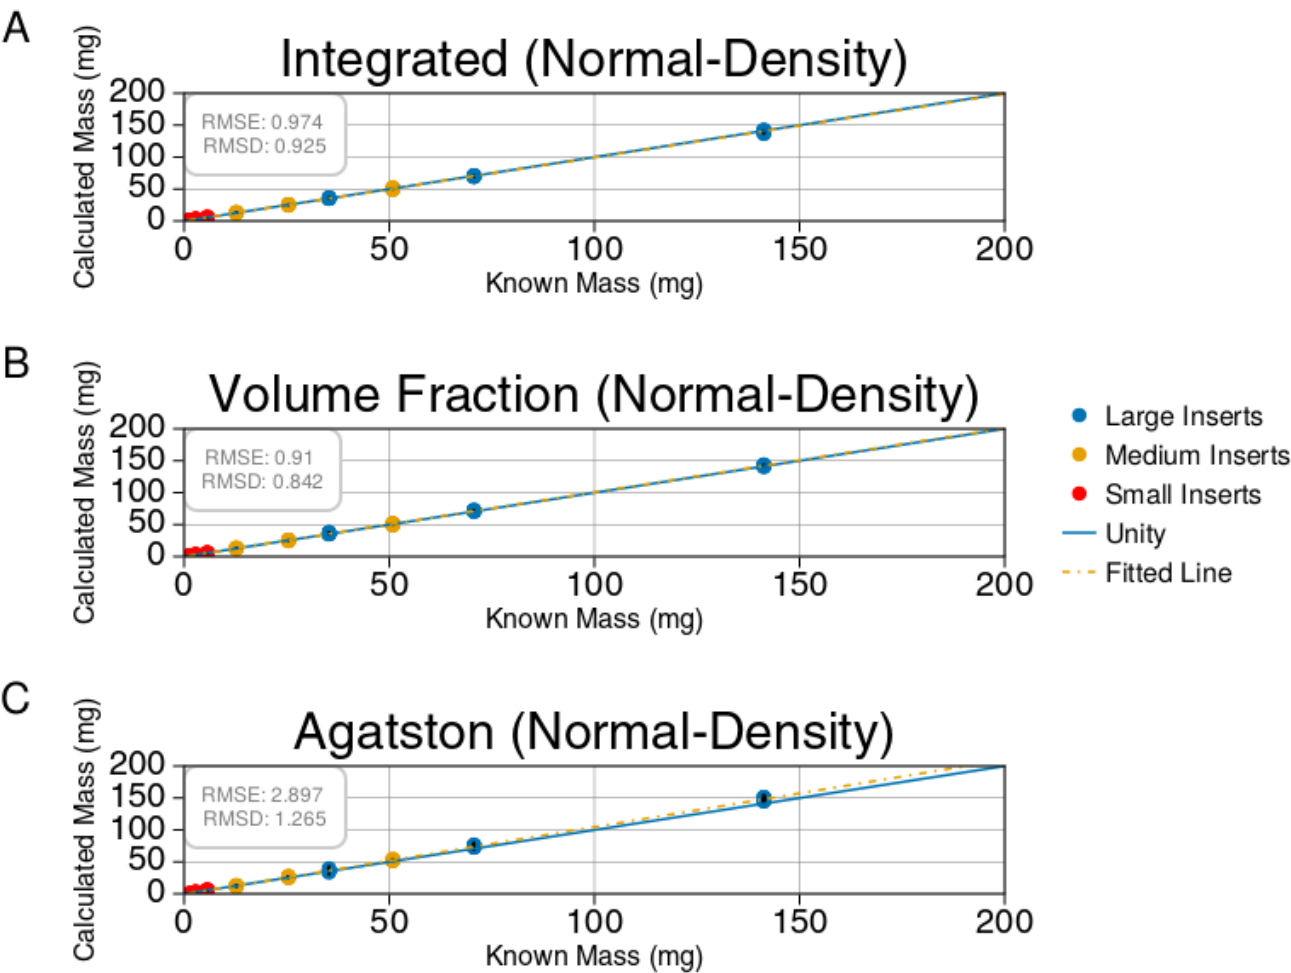 A
Integrated (Normal-Density)
Calculated Mass (mg)
200
150
100
50
0
RMSE: 0.974
RMSD: 0.925
0 50 100 150 200
Known Mass (mg)
B
Volume Fraction (Normal-Density)
Calculated Mass (mg)
200
150
100
50
0
RMSE: 0.91
RMSD: 0.842
0 50 100 150 200
Known Mass (mg)
Large Inserts
Medium Inserts
Small Inserts
Unity
Fitted Line
C
Agatston (Normal-Density)
Calculated Mass (mg)
200
150
100
50
0
RMSE: 2.897
RMSD: 1.265
0 50 100 150 200
Known Mass (mg)